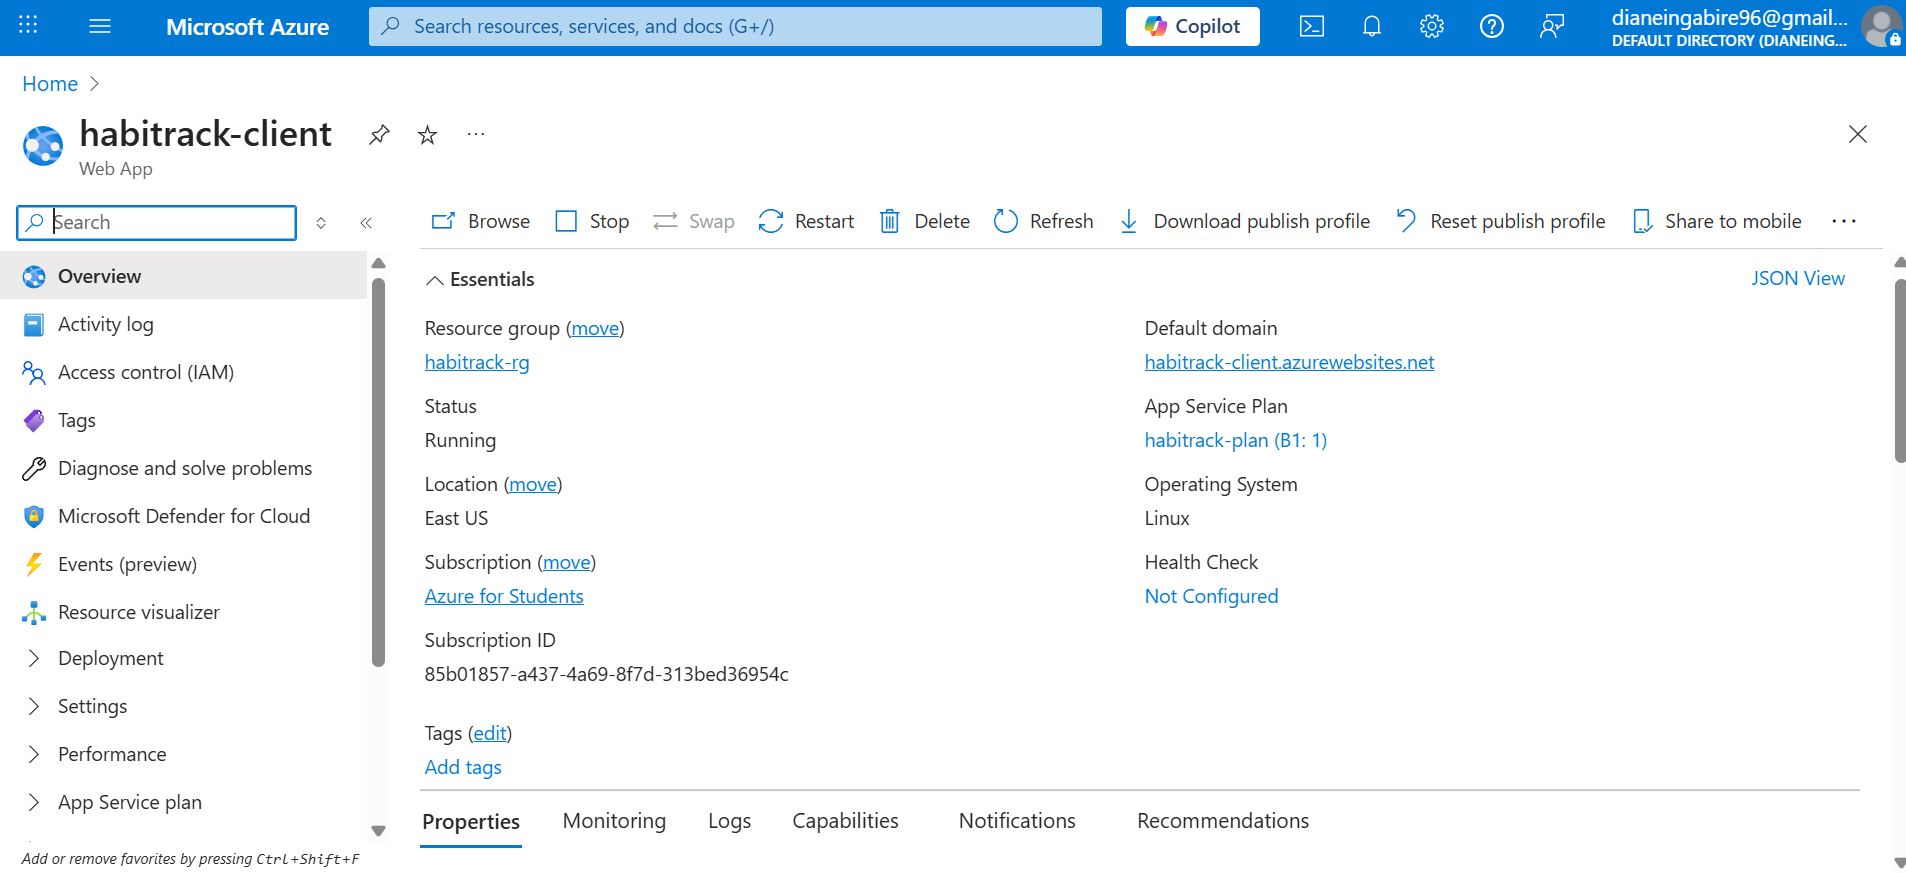 Microsoft Azure
Search resources, services, and docs (G+/)
Copilot
dianeingabire96@gmail...
DEFAULT DIRECTORY (DIANEING...
Home
habitrack-client
Web App
Search
Browse
Stop
Swap
Restart
Delete
Refresh
Download publish profile
Reset publish profile
Share to mobile
Overview
Activity log
Access control (IAM)
Tags
Diagnose and solve problems
Microsoft Defender for Cloud
Events (preview)
Resource visualizer
Deployment
Settings
Performance
App Service plan
Add or remove favorites by pressing Ctrl+Shift+F
Essentials
JSON View
Resource group (move)
habitrack-rg
Status
Running
Location (move)
East US
Subscription (move)
Azure for Students
Subscription ID
85b01857-a437-4a69-8f7d-313bed36954c
Default domain
habitrack-client.azurewebsites.net
App Service Plan
habitrack-plan (B1: 1)
Operating System
Linux
Health Check
Not Configured
Tags (edit)
Add tags
Properties
Monitoring
Logs
Capabilities
Notifications
Recommendations